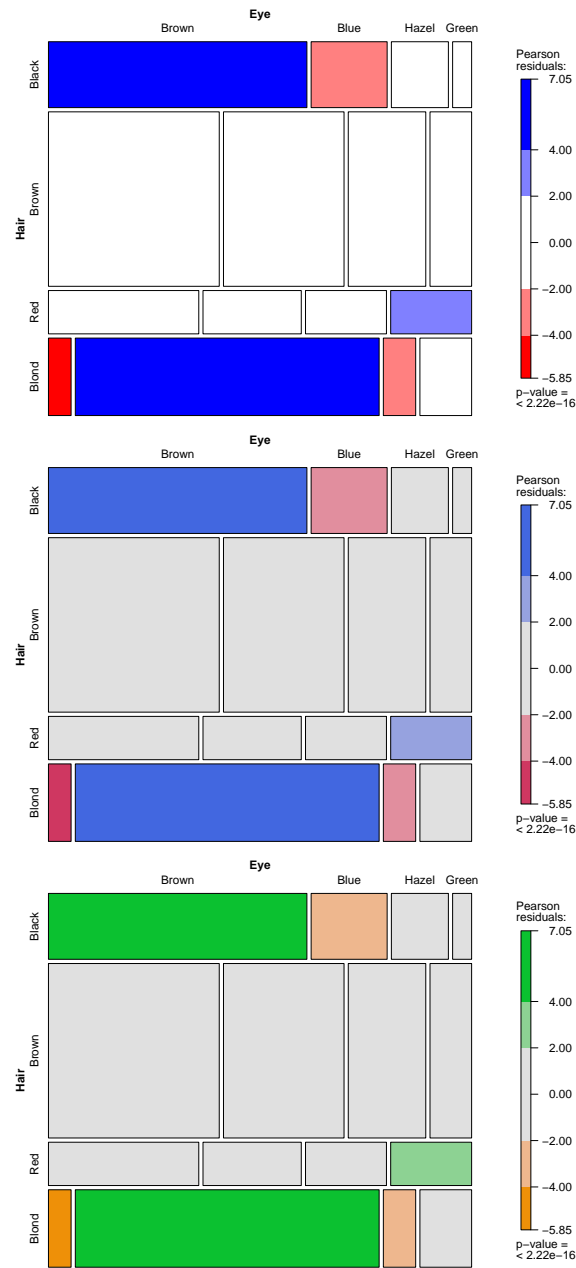 Eye
Brown Blue Hazel Green
Hair
Black
Brown
Red
Blond
Pearson
residuals:
7.05
4.00
2.00
0.00
−2.00
−4.00
−5.85
p−value =
< 2.22e−16
Eye
Brown Blue Hazel Green
Hair
Black
Brown
Red
Blond
Pearson
residuals:
7.05
4.00
2.00
0.00
−2.00
−4.00
−5.85
p−value =
< 2.22e−16
Eye
Brown Blue Hazel Green
Hair
Black
Brown
Red
Blond
Pearson
residuals:
7.05
4.00
2.00
0.00
−2.00
−4.00
−5.85
p−value =
< 2.22e−16